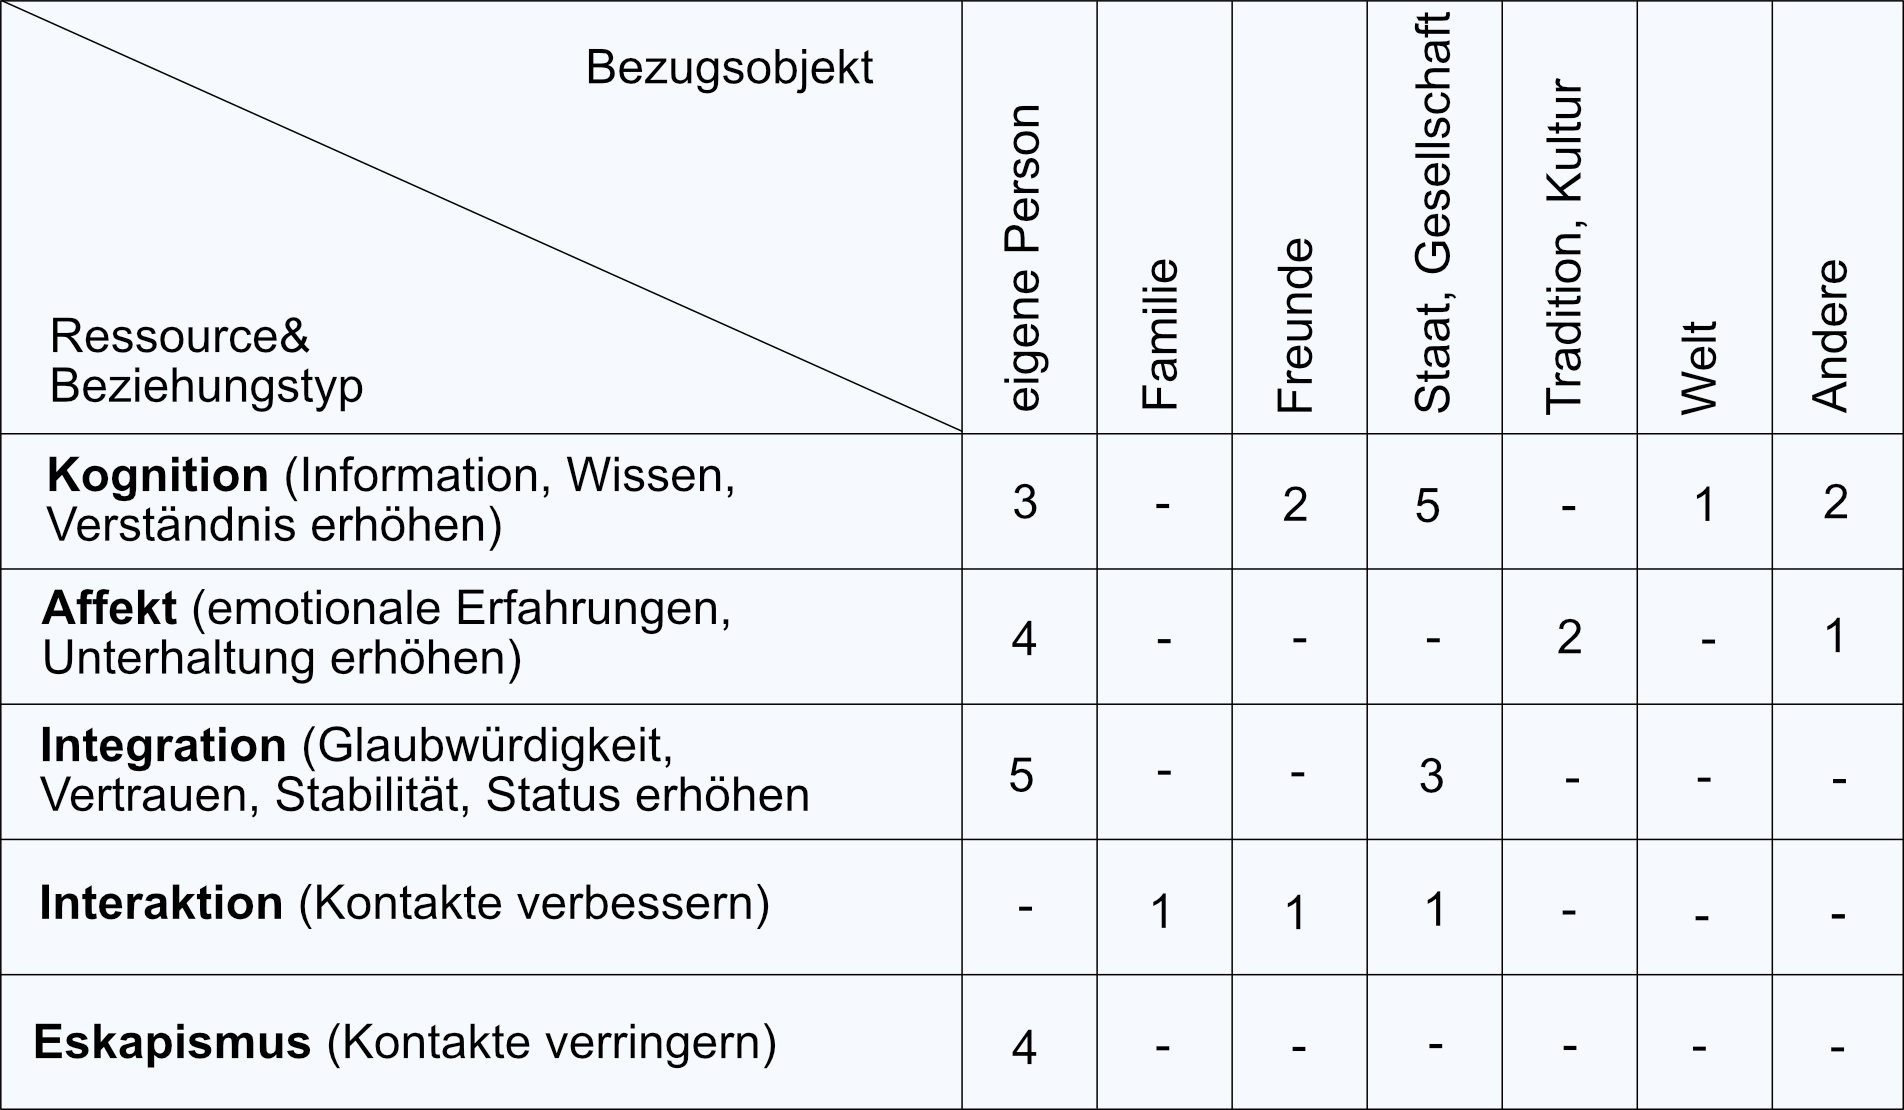 Bezugsobjekt
Ressource&
Beziehungstyp
eigene Person
Familie
Freunde
Staat, Gesellschaft
Tradition, Kultur
Welt
Andere
Kognition (Information, Wissen,
Verständnis erhöhen)
3 - 2 5 - 1 2
Affekt (emotionale Erfahrungen,
Unterhaltung erhöhen)
4 - - - 2 - 1
Integration (Glaubwürdigkeit,
Vertrauen, Stabilität, Status erhöhen
5 - - 3 - - -
Interaktion (Kontakte verbessern)
- 1 1 1 - - -
Eskapismus (Kontakte verringern)
4 - - - - - -